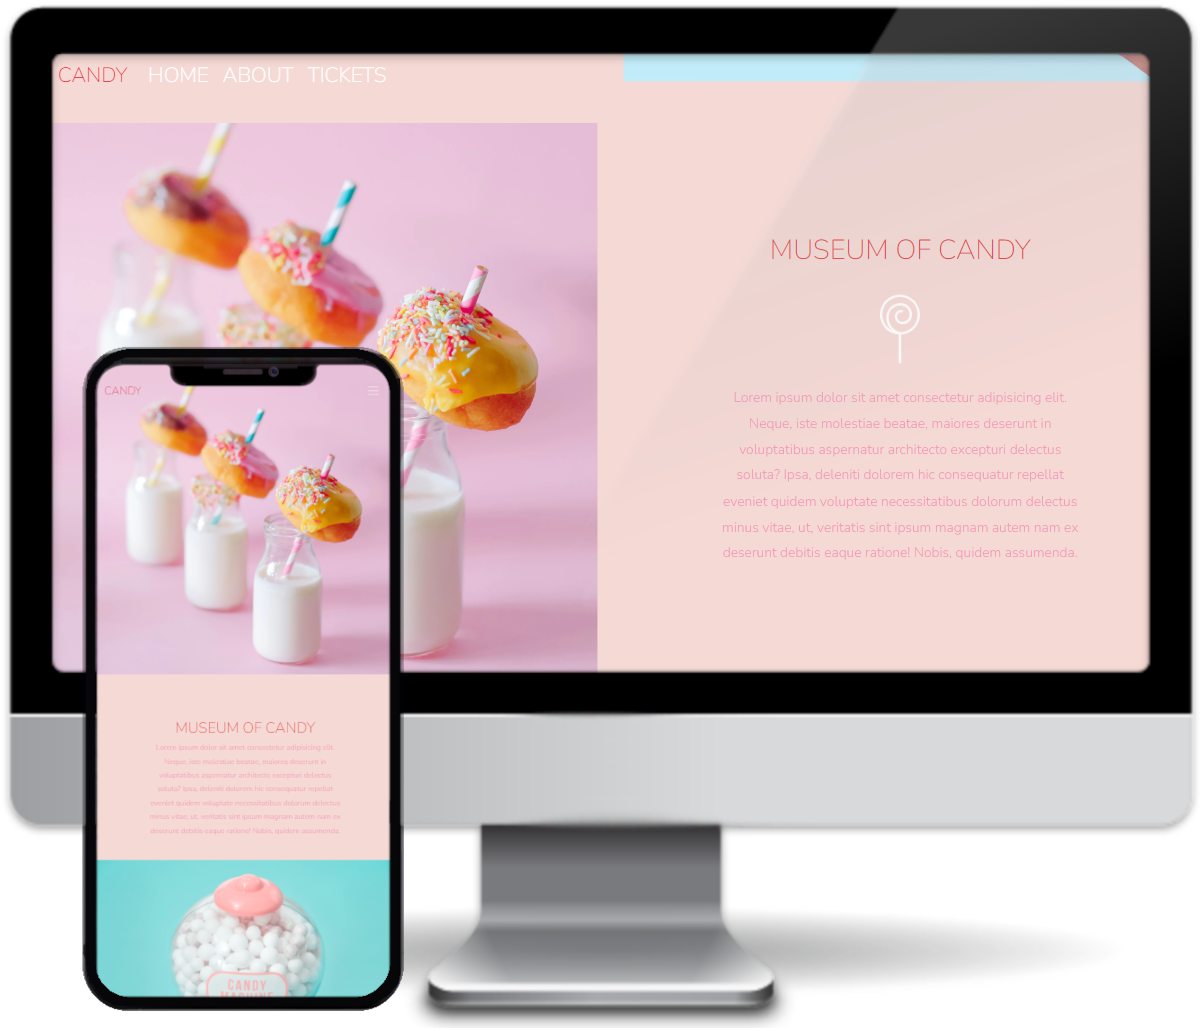 CANDY HOME ABOUT TICKETS
MUSEUM OF CANDY
Lorem ipsum dolor sit amet consectetur adipisicing elit.
Neque, iste molestiae beatae, maiores deserunt in
voluptatibus aspernatur architecto excepturi delectus
soluta? Ipsa, deleniti dolorem hic consequatur repellat
eveniet quidem voluptate necessitatibus dolorum delectus
minus vitae, ut, veritatis sint ipsum magnam autem nam ex
deserunt debitis eaque ratione! Nobis, quidem assumenda.
CANDY
MUSEUM OF CANDY
Lorem ipsum dolor sit amet consectetur adipisicing elit.
Neque, iste molestiae beatae, maiores deserunt in
voluptatibus aspernatur architecto excepturi delectus
soluta? Ipsa, deleniti dolorem hic consequatur repellat
eveniet quidem voluptate necessitatibus dolorum delectus
minus vitae, ut, veritatis sint ipsum magnam autem nam ex
deserunt debitis eaque ratione! Nobis, quidem assumenda.
CANDY
MACHINE